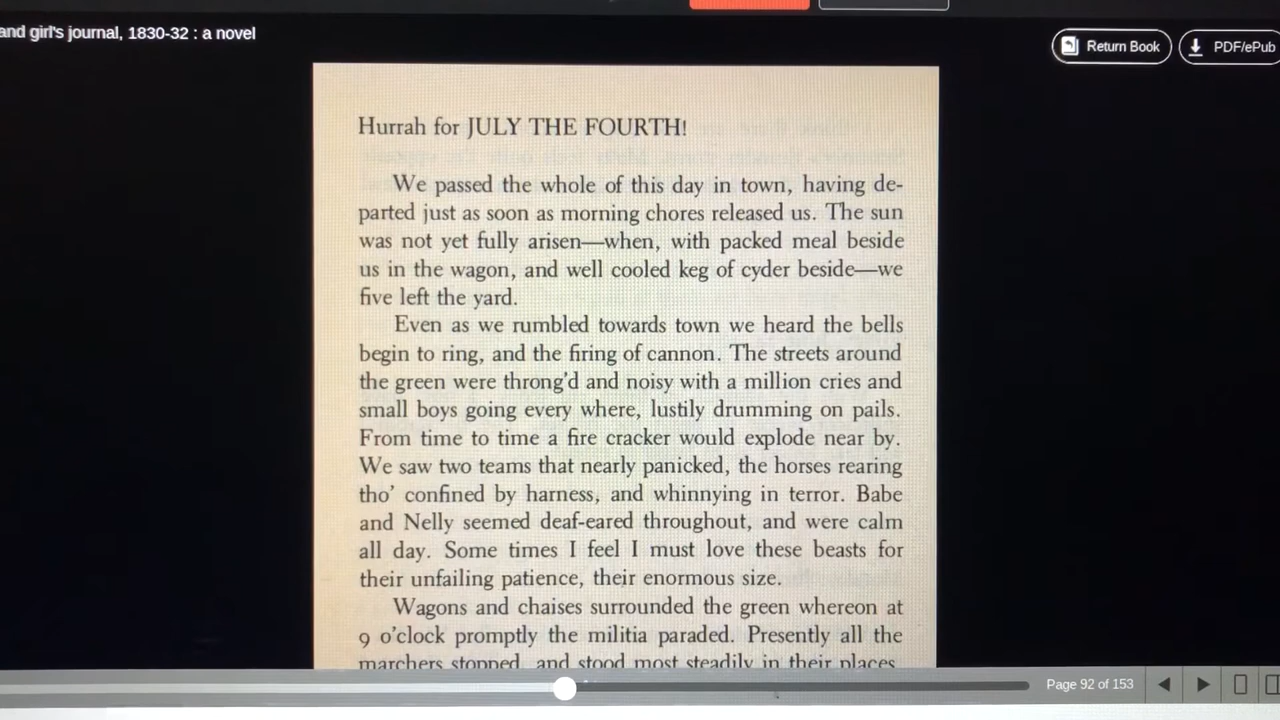 and girl's journal, 1830-32 : a novel
Return Book
PDF/ePub
Hurrah for JULY THE FOURTH!
We passed the whole of this day in town, having de-
parted just as soon as morning chores released us. The sun
was not yet fully arisen—when, with packed meal beside
us in the wagon, and well cooled keg of cyder beside—we
five left the yard.
Even as we rumbled towards town we heard the bells
begin to ring, and the firing of cannon. The streets around
the green were throng'd and noisy with a million cries and
small boys going every where, lustily drumming on pails.
From time to time a fire cracker would explode near by.
We saw two teams that nearly panicked, the horses rearing
tho' confined by harness, and whinnying in terror. Babe
and Nelly seemed deaf-eared throughout, and were calm
all day. Some times I feel I must love these beasts for
their unfailing patience, their enormous size.
Wagons and chaises surrounded the green whereon at
9 o'clock promptly the militia paraded. Presently all the
marchers stopped, and stood most steadily in their places.
Page 92 of 153